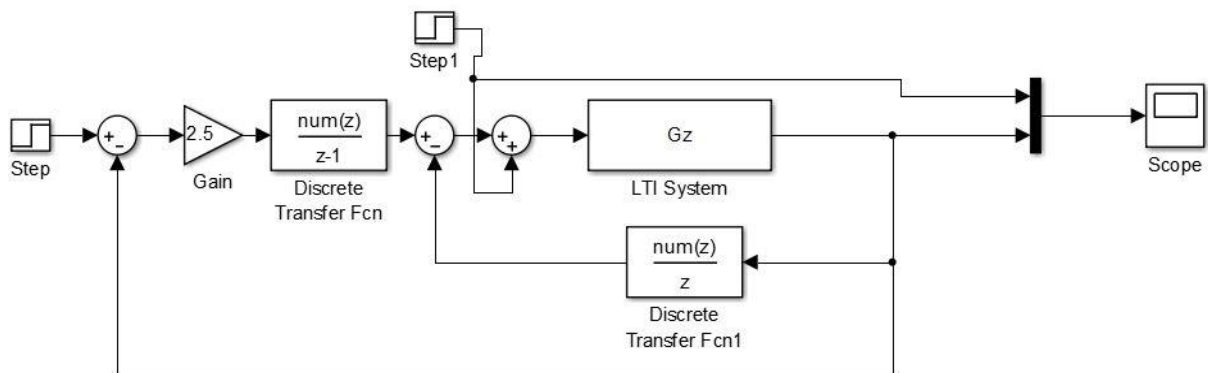 Step1
+
−
2.5
num(z)
z-1
+
−
+
+
Gz
Step
Gain
Discrete
Transfer Fcn
LTI System
Scope
num(z)
z
Discrete
Transfer Fcn1